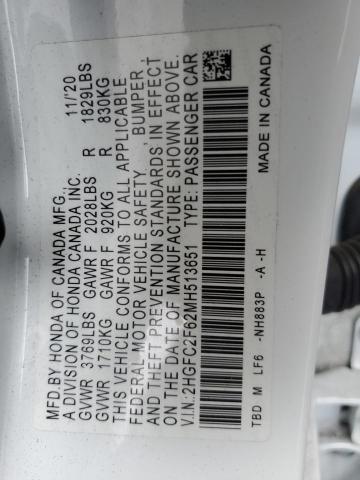 MFD.BY HONDA OF CANADA MFG., 11/'20
A DIVISION OF HONDA CANADA INC.
GVWR 3769LBS GAWR F 2028LBS R 1829LBS
GVWR 1710KG GAWR F 920KG R 830KG
THIS VEHICLE CONFORMS TO ALL APPLICABLE
FEDERAL MOTOR VEHICLE SAFETY, BUMPER,
AND THEFT PREVENTION STANDARDS IN EFFECT
ON THE DATE OF MANUFACTURE SHOWN ABOVE.
V.I.N: 2HGFC2F62MH513651 TYPE: PASSENGER CAR
TBD M LF6 -NH883P -A -H MADE IN CANADA